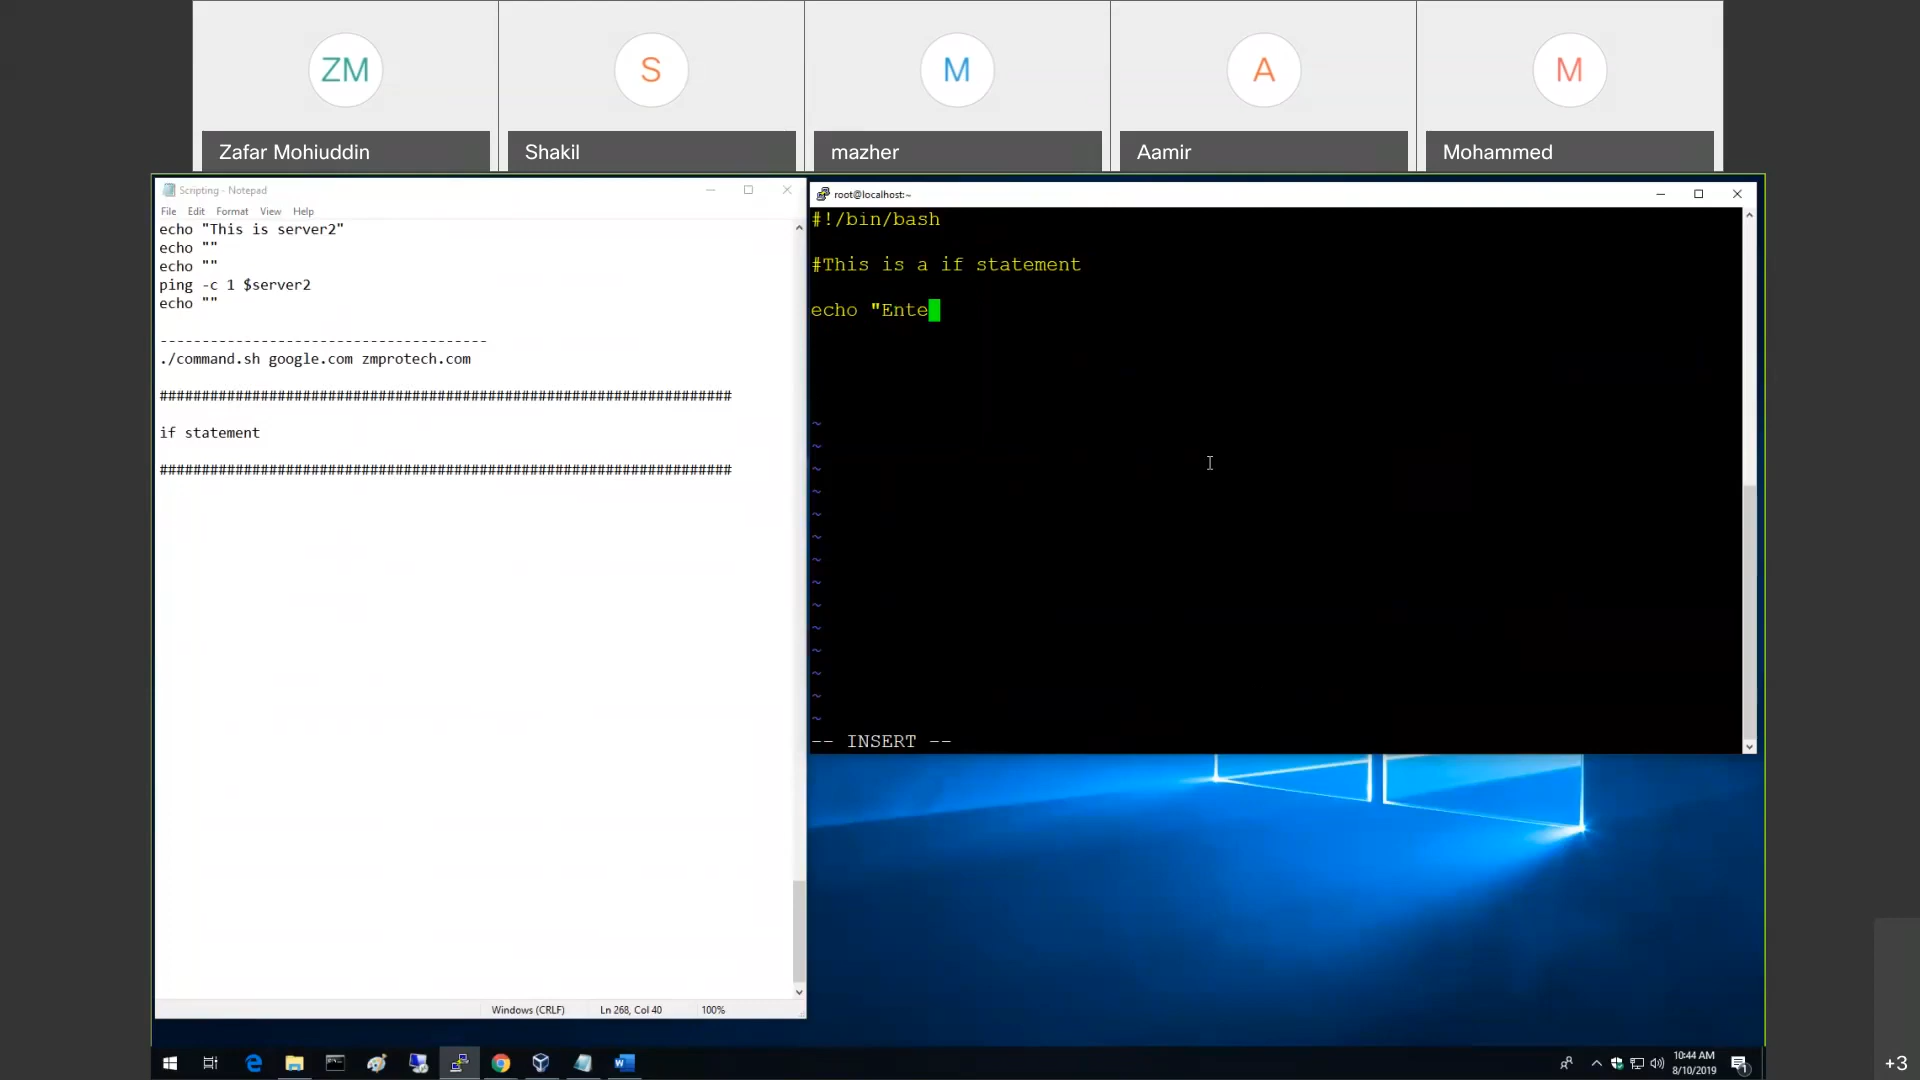 ZM
S
M
A
M
Zafar Mohiuddin
Shakil
mazher
Aamir
Mohammed
Scripting - Notepad
File Edit Format View Help
echo "This is server2"
echo ""
echo ""
ping -c 1 $server2
echo ""
---------------------------------------
./command.sh google.com zmprotech.com
####################################################################
if statement
####################################################################
Windows (CRLF) Ln 268, Col 40 100%
root@localhost:~
#!/bin/bash
#This is a if statement
echo "Ente
~
~
~
~
~
~
~
~
~
~
~
~
~
~
-- INSERT --
10:44 AM
8/10/2019
1
+3